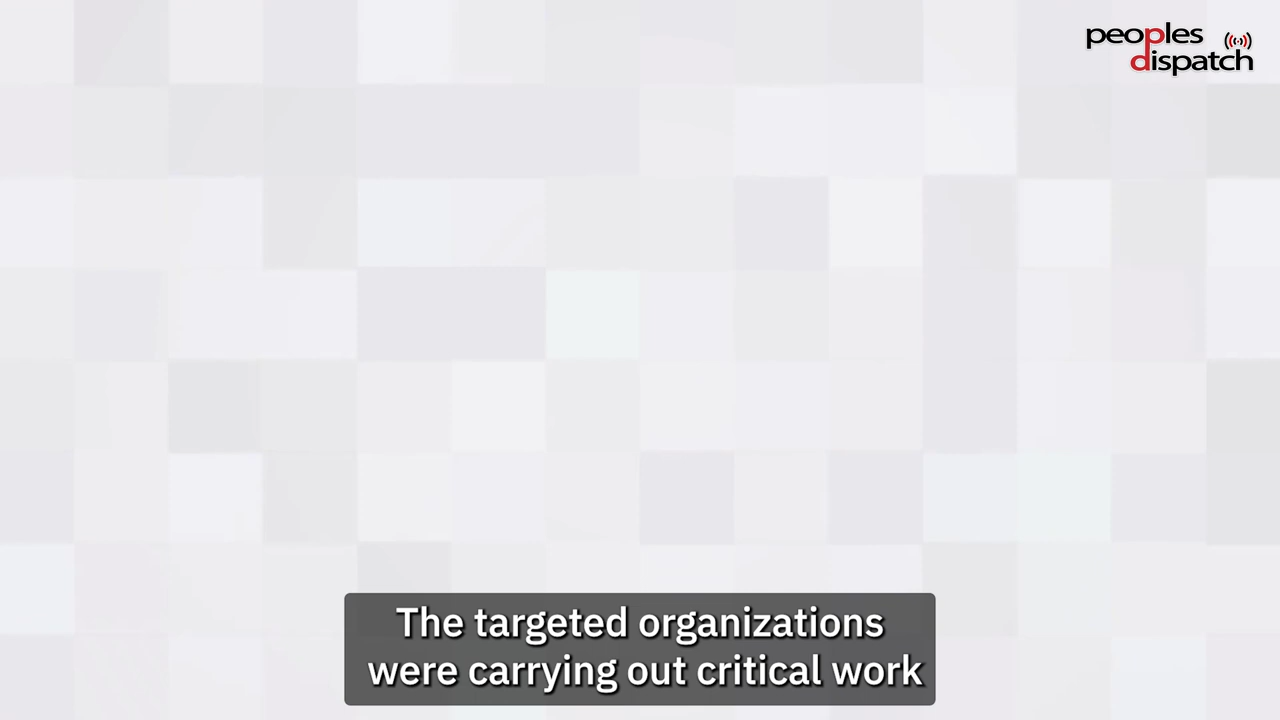 peoples
dispatch
The targeted organizations
were carrying out critical work